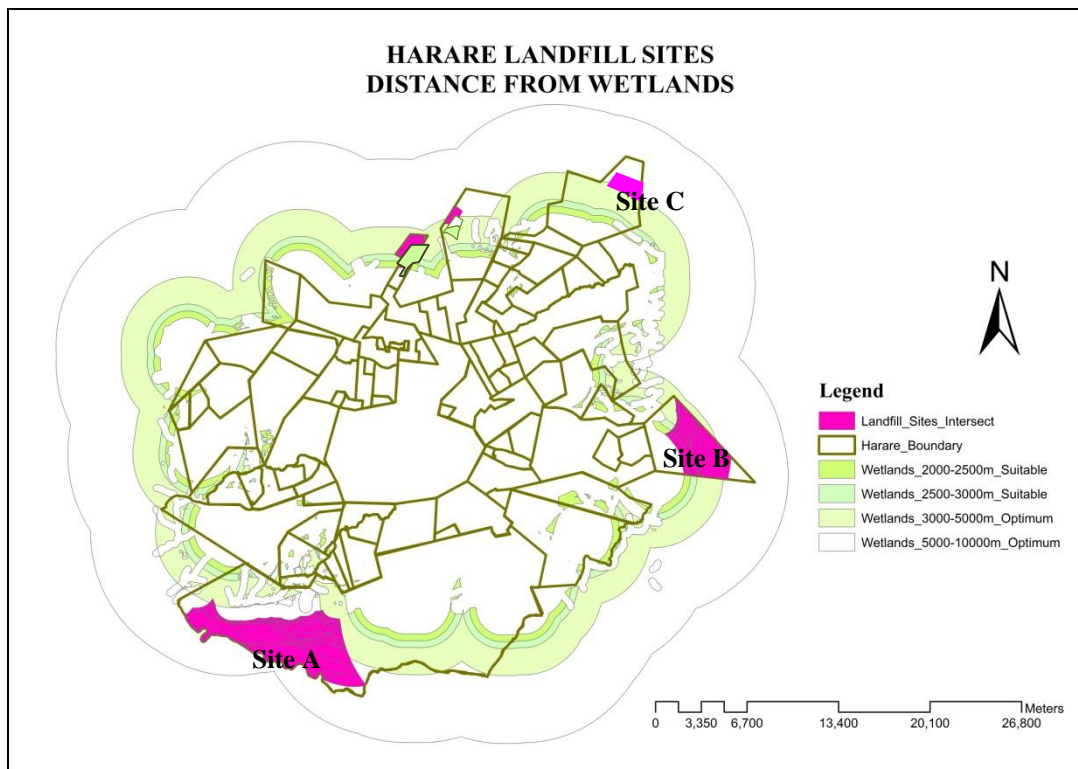 HARARE LANDFILL SITES
DISTANCE FROM WETLANDS
Site C
N
Legend
Landfill_Sites_Intersect
Harare_Boundary
Wetlands_2000-2500m_Suitable
Wetlands_2500-3000m_Suitable
Wetlands_3000-5000m_Optimum
Wetlands_5000-10000m_Optimum
Site B
Site A
Meters
0 3,350 6,700 13,400 20,100 26,800